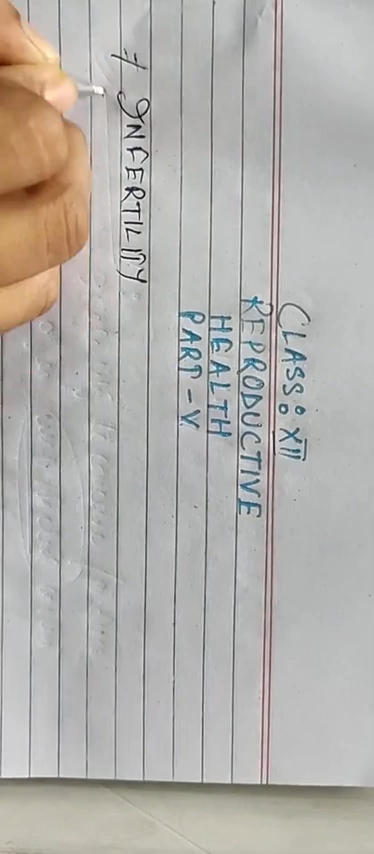 CLASS: XII
REPRODUCTIVE
HEALTH
PART-V
* INFERTILITY: